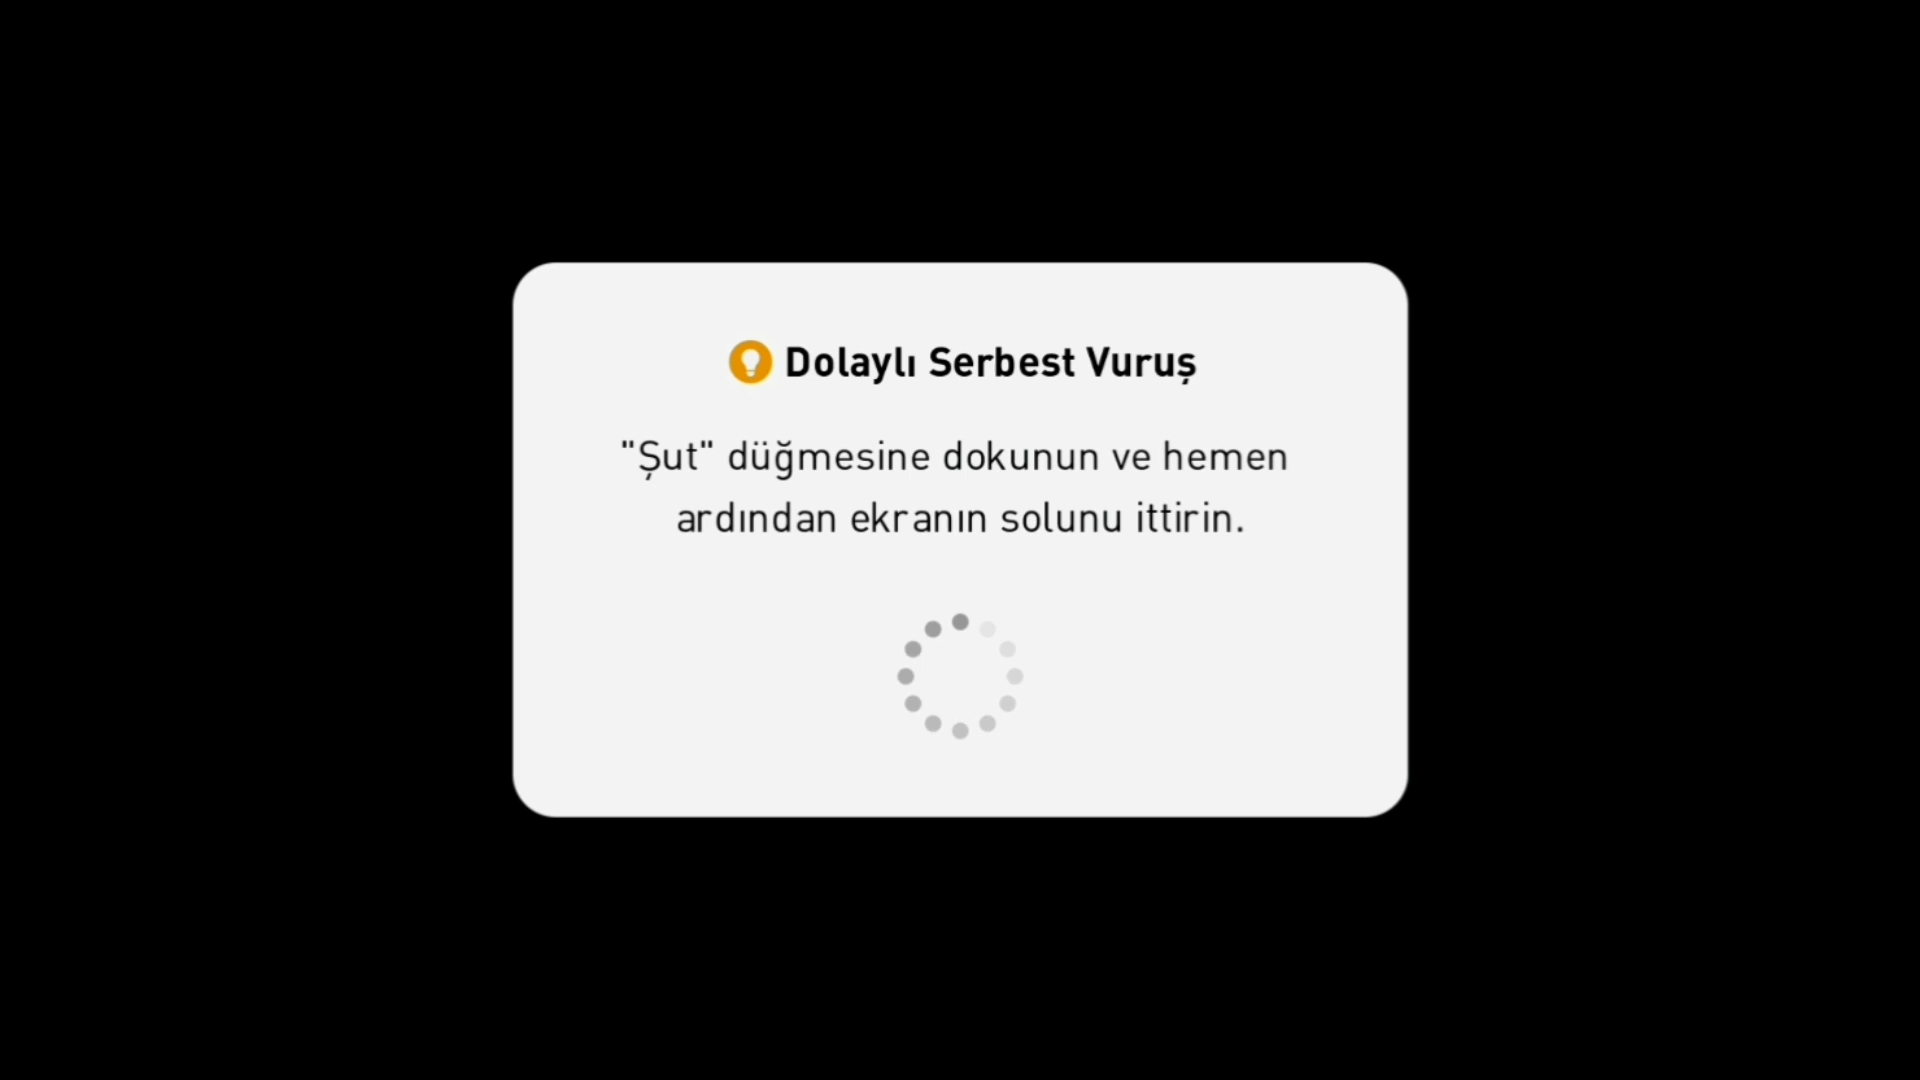 Dolaylı Serbest Vuruş
"Şut" düğmesine dokunun ve hemen
ardından ekranın solunu ittirin.